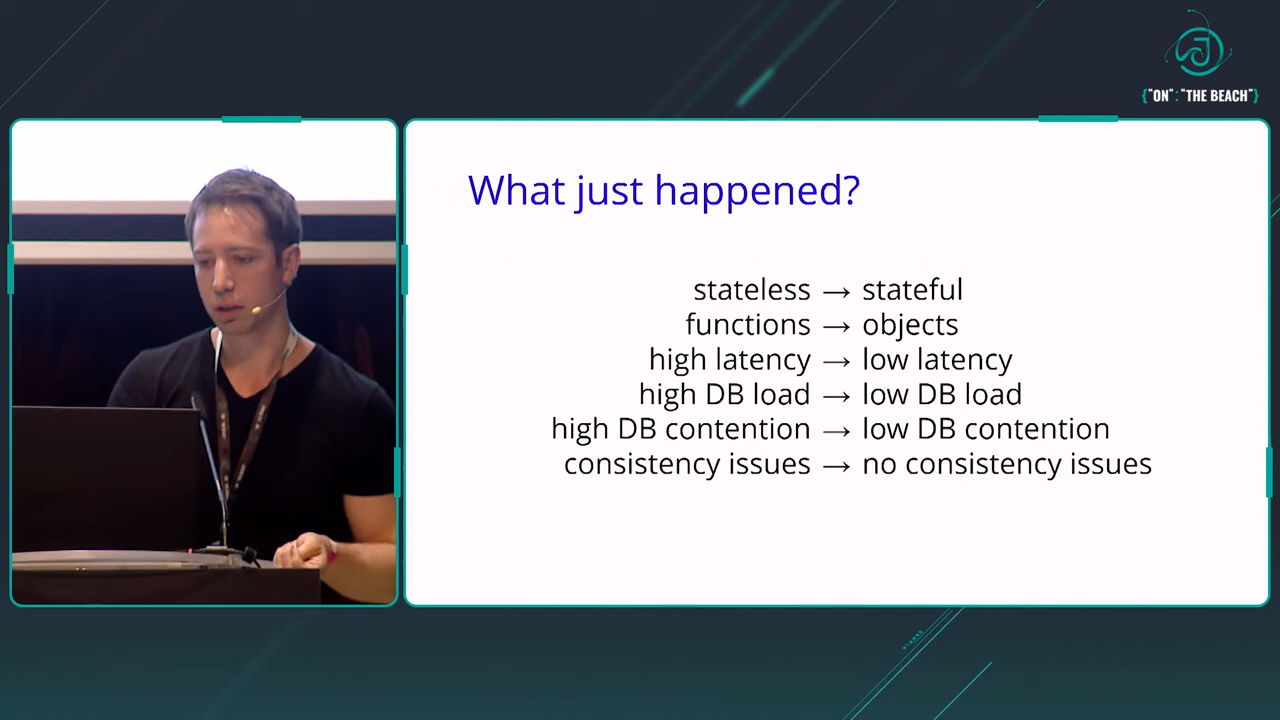 {"ON":"THE BEACH"}
What just happened?
stateless → stateful
functions → objects
high latency → low latency
high DB load → low DB load
high DB contention → low DB contention
consistency issues → no consistency issues